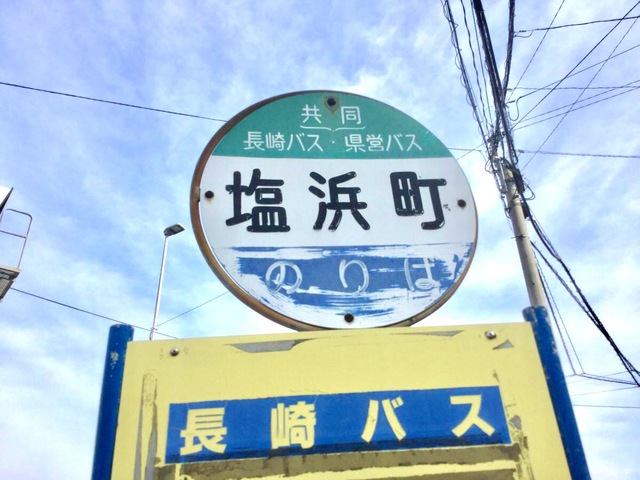 共同
長崎バス・県営バス
塩浜町
のりば
長崎バス